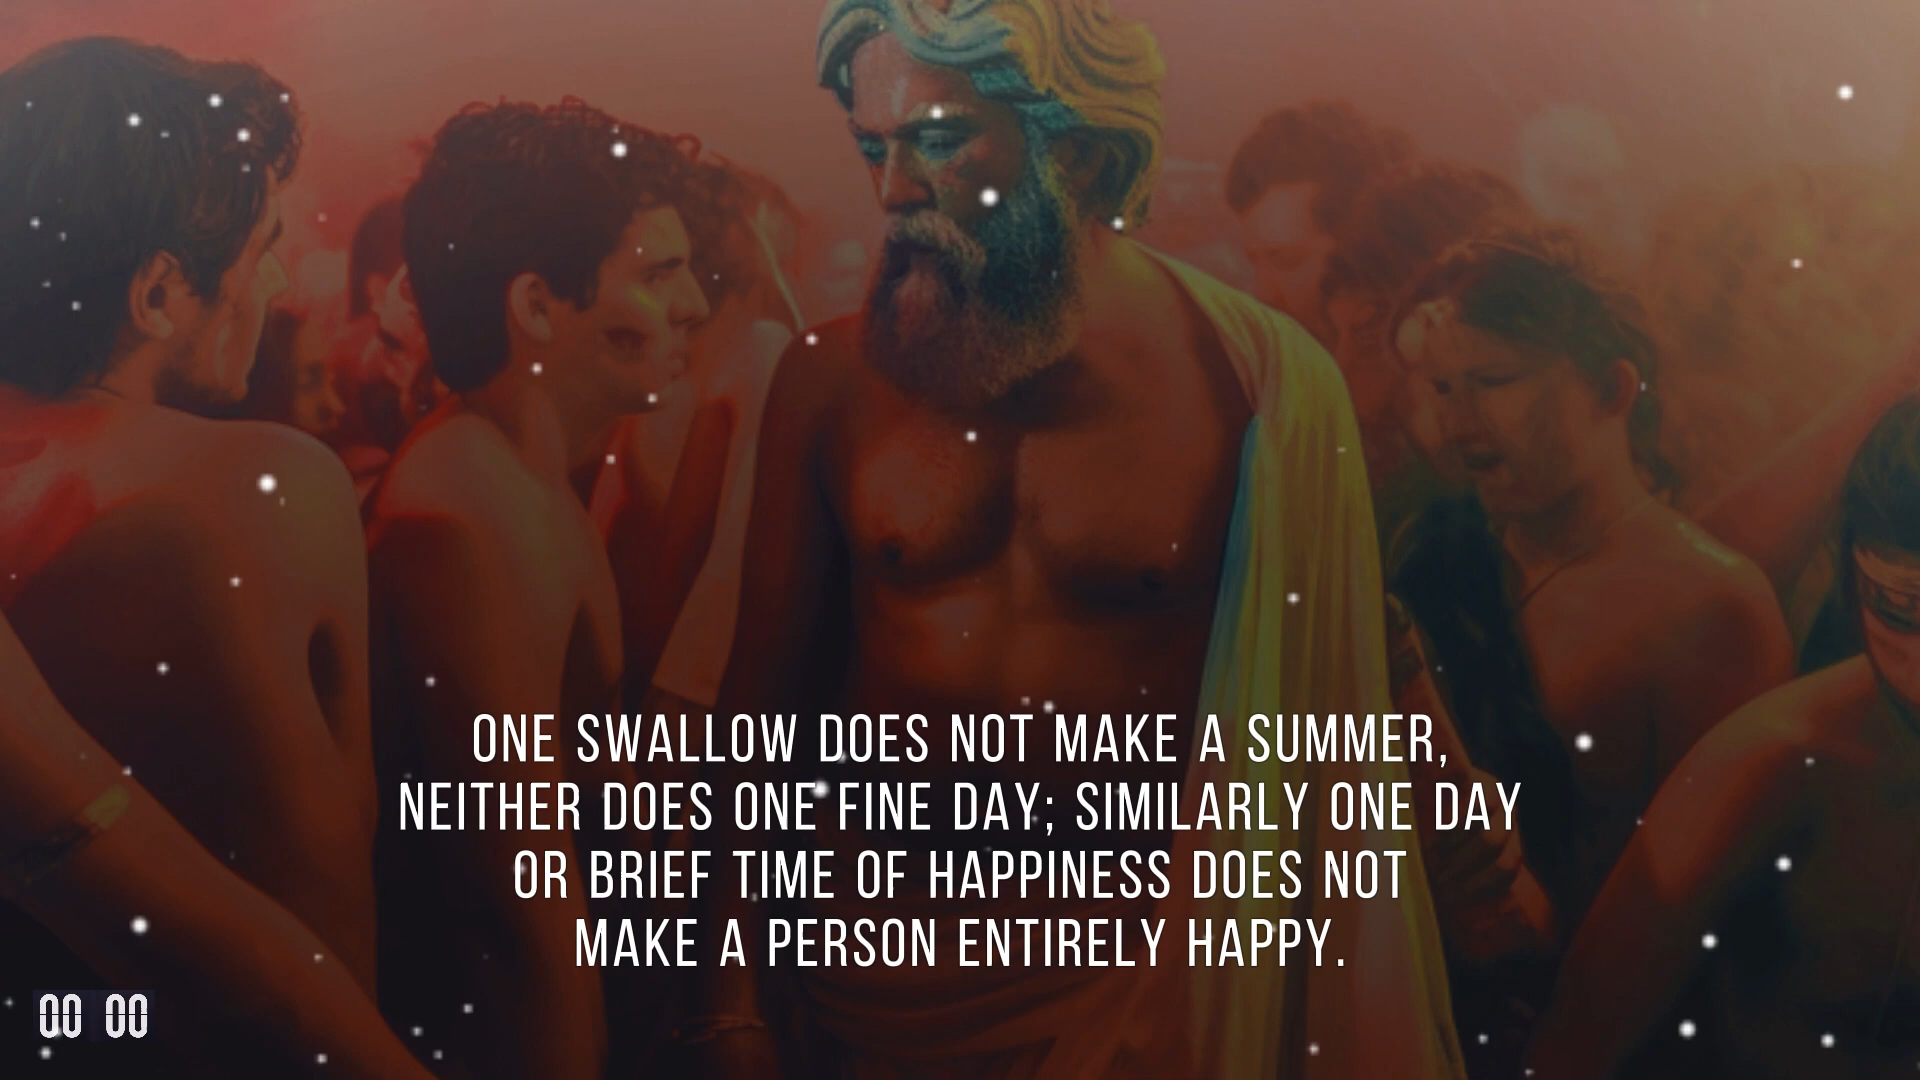 ONE SWALLOW DOES NOT MAKE A SUMMER,
NEITHER DOES ONE FINE DAY; SIMILARLY ONE DAY
OR BRIEF TIME OF HAPPINESS DOES NOT
MAKE A PERSON ENTIRELY HAPPY.
00 00